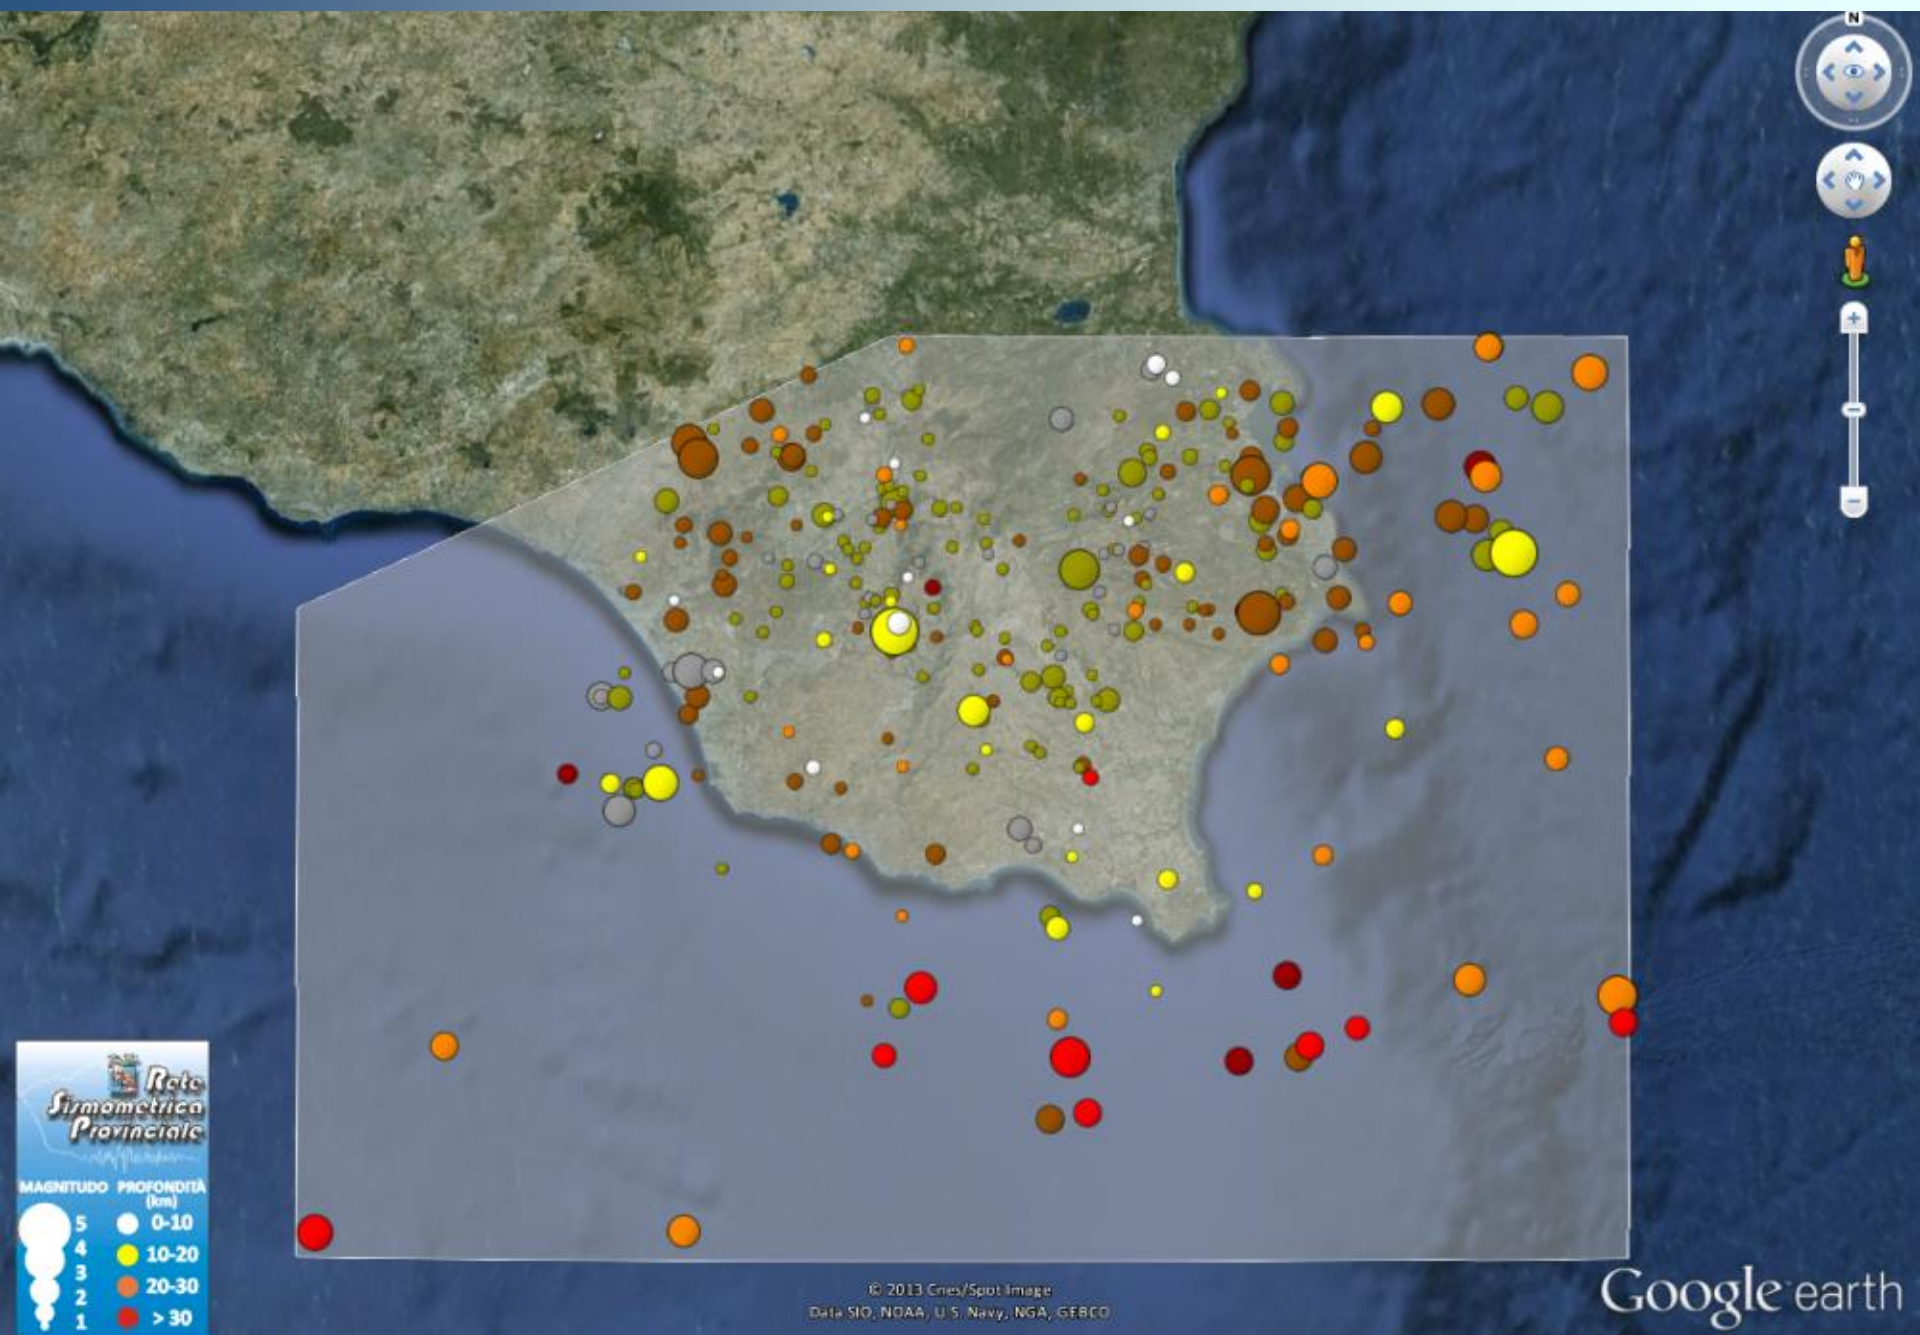 N
Rete
Sismometrica
Provinciale
MAGNITUDO PROFONDITÀ
(km)
5 0-10
4 10-20
3
2 20-30
1 > 30
© 2013 Cnes/Spot Image
Data SIO, NOAA, U.S. Navy, NGA, GEBCO
Google earth